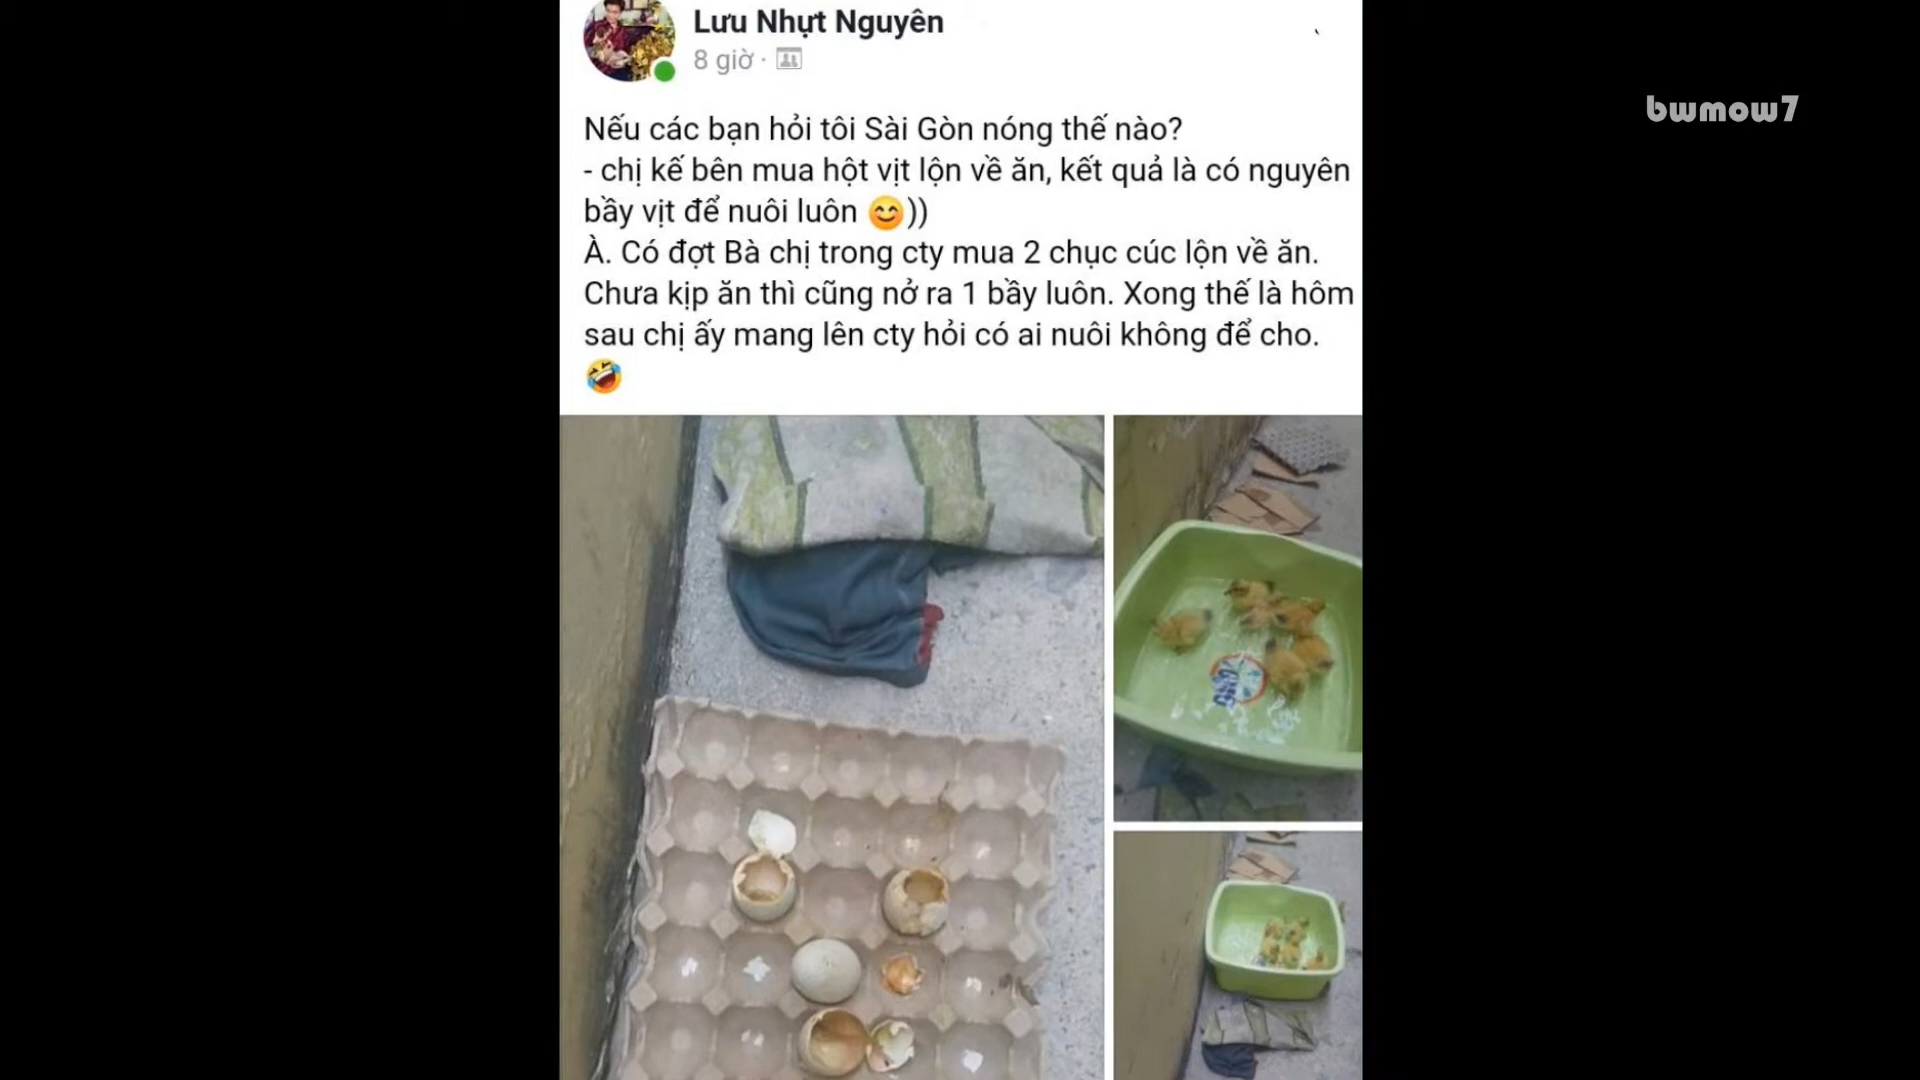 Lưu Nhựt Nguyên
8 giờ ·
bwmow7
Nếu các bạn hỏi tôi Sài Gòn nóng thế nào?
- chị kế bên mua hột vịt lộn về ăn, kết quả là có nguyên
bầy vịt để nuôi luôn 😊))
À. Có đợt Bà chị trong cty mua 2 chục cúc lộn về ăn.
Chưa kịp ăn thì cũng nở ra 1 bầy luôn. Xong thế là hôm
sau chị ấy mang lên cty hỏi có ai nuôi không để cho.
🤣